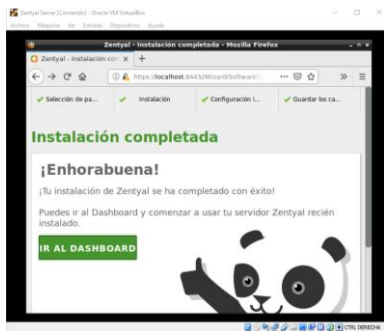 Zentyal Server [Corriendo] - Oracle VM VirtualBox
Archivo Máquina Ver Entrada Dispositivos Ayuda
Zentyal - Instalación completada - Mozilla Firefox
Zentyal - Instalación co
https://localhost:8443/Wizard/Software
Selección de pa...
Instalación
Configuración i...
Guardar los ca...
Instalación completada
¡Enhorabuena!
¡Tu instalación de Zentyal se ha completado con éxito!
Puedes ir al Dashboard y comenzar a usar tu servidor Zentyal recién
instalado.
IR AL DASHBOARD
CTRL DERECHA